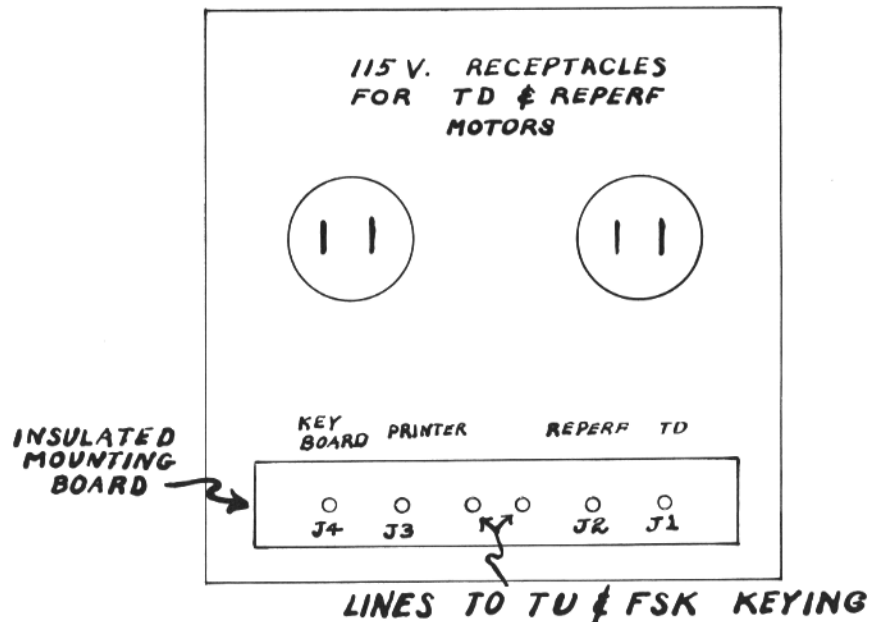 115 V. RECEPTACLES
FOR TD & REPERF
MOTORS
KEY
BOARD
PRINTER
REPERF
TD
INSULATED
MOUNTING
BOARD
J4
J3
J2
J1
LINES TO TU & FSK KEYING